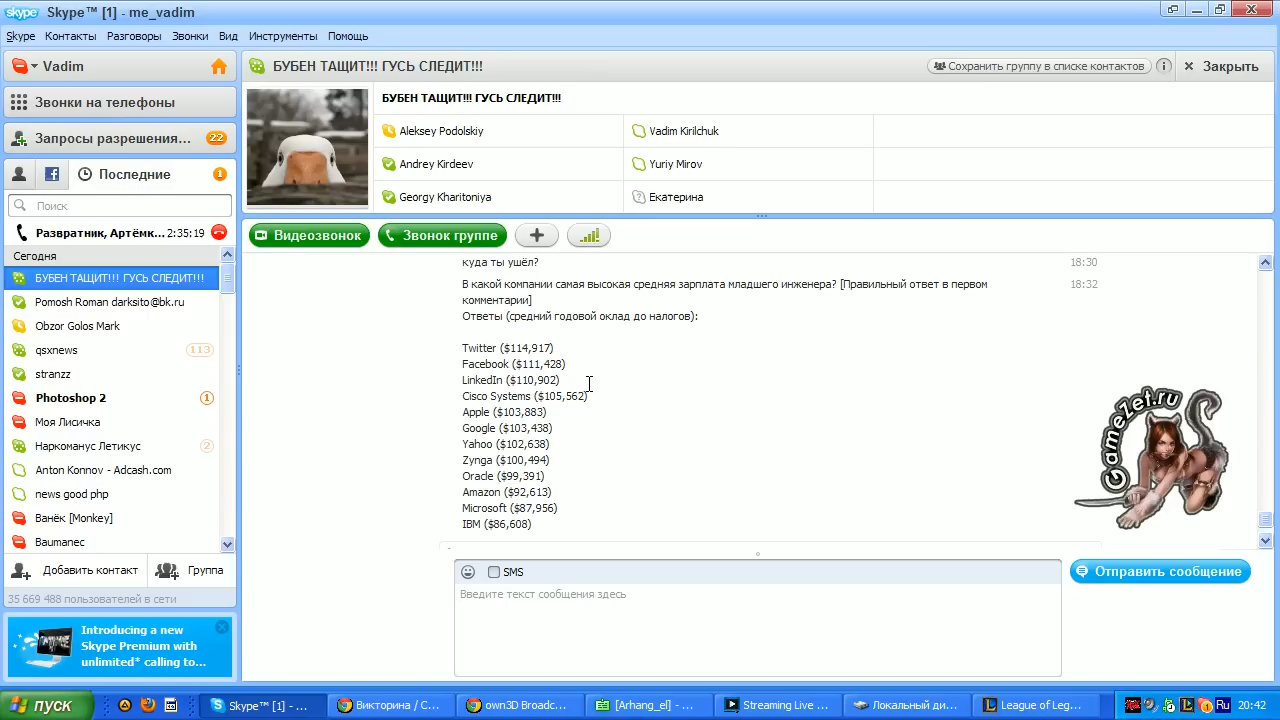 Skype™ [1] - me_vadim
Skype Контакты Разговоры Звонки Вид Инструменты Помощь
Vadim
БУБЕН ТАЩИТ!!! ГУСЬ СЛЕДИТ!!!
Сохранить группу в списке контактов
Закрыть
Звонки на телефоны
Запросы разрешения... 22
Последние 1
Поиск
Развратник, Артёмк... 2:35:19
Сегодня
БУБЕН ТАЩИТ!!! ГУСЬ СЛЕДИТ!!!
Pomosh Roman darksito@bk.ru
Obzor Golos Mark
qsxnews 113
stranzz
Photoshop 2 1
Моя Лисичка
Наркоманус Летикус 2
Anton Konnov - Adcash.com
news good php
Ванёк [Monkey]
Baumanec
Добавить контакт Группа
35 669 488 пользователей в сети
Introducing a new
Skype Premium with
unlimited* calling to...
БУБЕН ТАЩИТ!!! ГУСЬ СЛЕДИТ!!!
Aleksey Podolskiy Vadim Kirilchuk
Andrey Kirdeev Yuriy Mirov
Georgy Kharitoniya Екатерина
Видеозвонок Звонок группе
куда ты ушёл? 18:30
В какой компании самая высокая средняя зарплата младшего инженера? [Правильный ответ в первом 18:32
комментарии]
Ответы (средний годовой оклад до налогов):
Twitter ($114,917)
Facebook ($111,428)
LinkedIn ($110,902)
Cisco Systems ($105,562)
Apple ($103,883)
Google ($103,438)
Yahoo ($102,638)
Zynga ($100,494)
Oracle ($99,391)
Amazon ($92,613)
Microsoft ($87,956)
IBM ($86,608)
GameZet.ru
SMS
Введите текст сообщения здесь
Отправить сообщение
пуск Skype™ [1] - ... Викторина / С... own3D Broadc... [Arhang_el] - ... Streaming Live ... Локальный ди... League of Leg... Ru 20:42